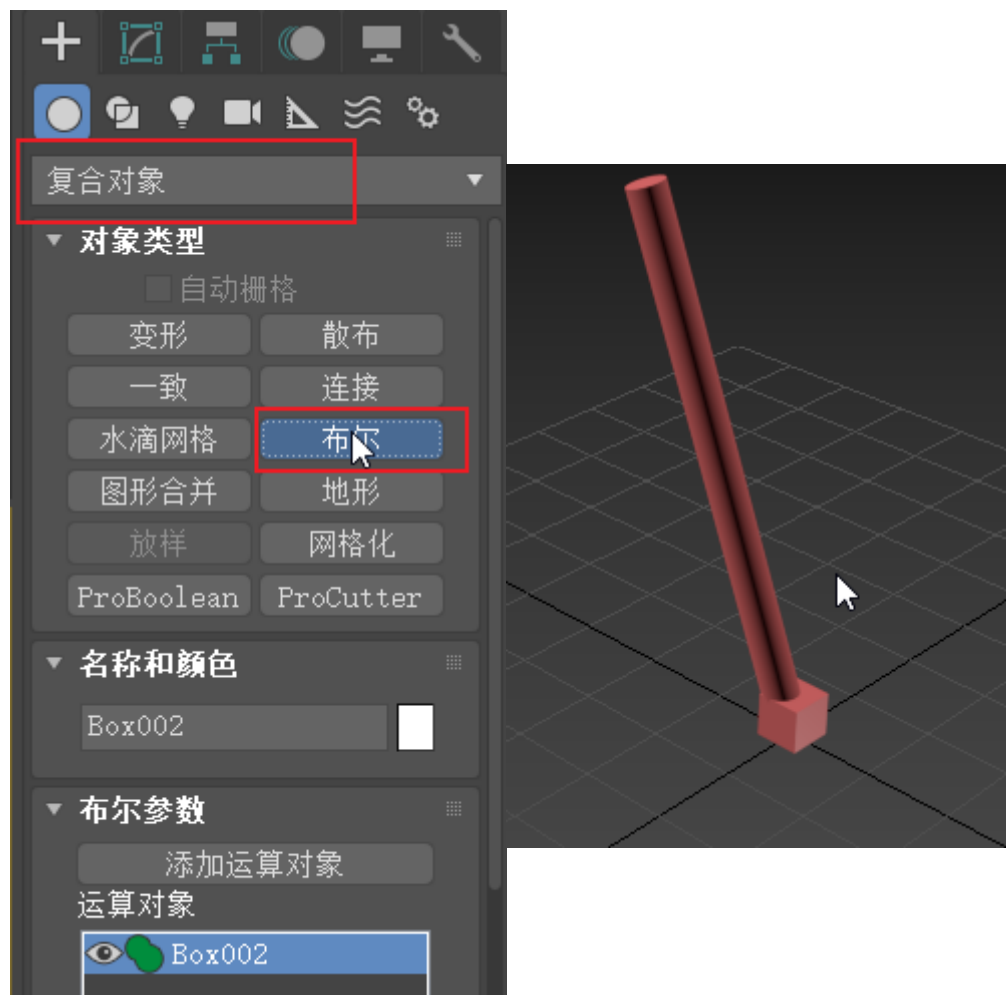 复合对象
对象类型
自动栅格
变形 散布
一致 连接
水滴网格 布尔
图形合并 地形
放样 网格化
ProBoolean ProCutter
名称和颜色
Box002
布尔参数
添加运算对象
运算对象
Box002